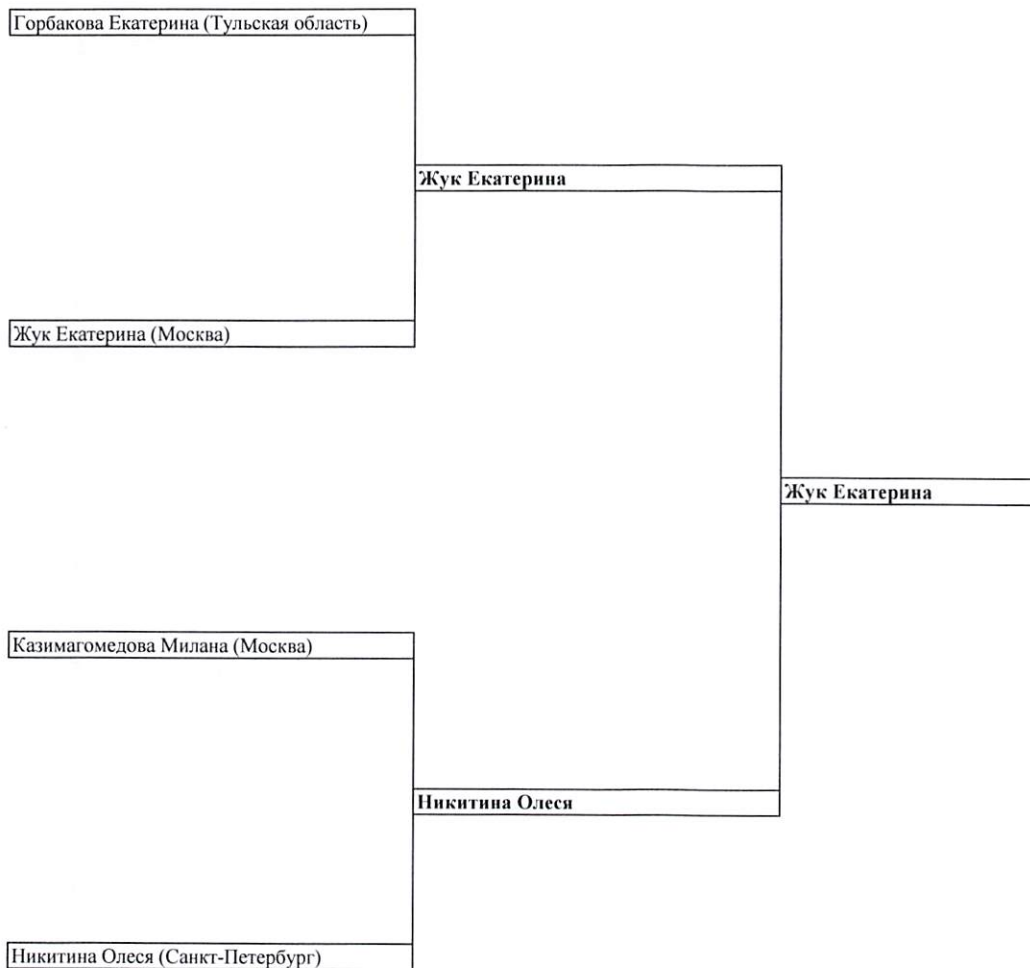 Горбакова Екатерина (Тульская область)
Жук Екатерина
Жук Екатерина (Москва)
Жук Екатерина
Казимагомедова Милана (Москва)
Никитина Олеся
Никитина Олеся (Санкт-Петербург)